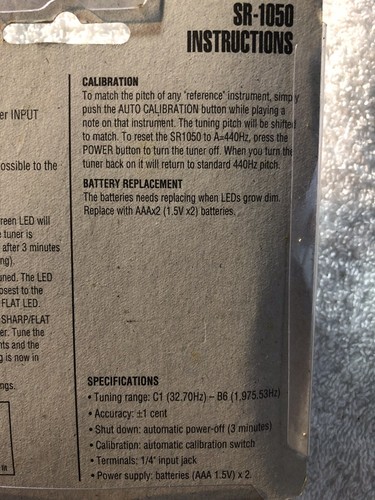 SR-1050
INSTRUCTIONS
er INPUT
ossible to the
reen LED will
tuner is
after 3 minutes
ng).
uned. The LED
osest to the
FLAT LED.
SHARP/FLAT
er. Tune the
nts and the
g is now in
ngs.
CALIBRATION
To match the pitch of any "reference" instrument, simply
push the AUTO CALIBRATION button while playing a
note on that instrument. The tuning pitch will be shifted
to match. To reset the SR1050 to A=440Hz, press the
POWER button to turn the tuner off. When you turn the
tuner back on it will return to standard 440Hz pitch.
BATTERY REPLACEMENT
The batteries needs replacing when LEDs grow dim.
Replace with AAAx2 (1.5V x2) batteries.
SPECIFICATIONS
• Tuning range: C1 (32.70Hz) – B6 (1,975.53Hz)
• Accuracy: ±1 cent
• Shut down: automatic power-off (3 minutes)
• Calibration: automatic calibration switch
• Terminals: 1/4" input jack
• Power supply: batteries (AAA 1.5V) x 2.